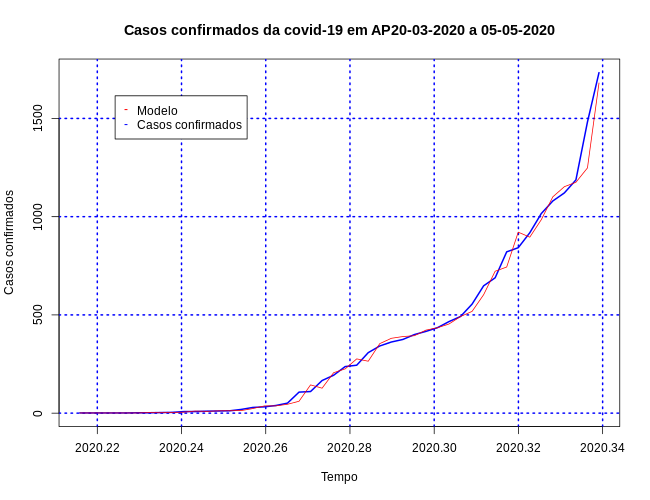 Casos confirmados da covid-19 em AP20-03-2020 a 05-05-2020
Casos confirmados
1500
1000
500
0
- Modelo
- Casos confirmados
2020.22 2020.24 2020.26 2020.28 2020.30 2020.32 2020.34
Tempo